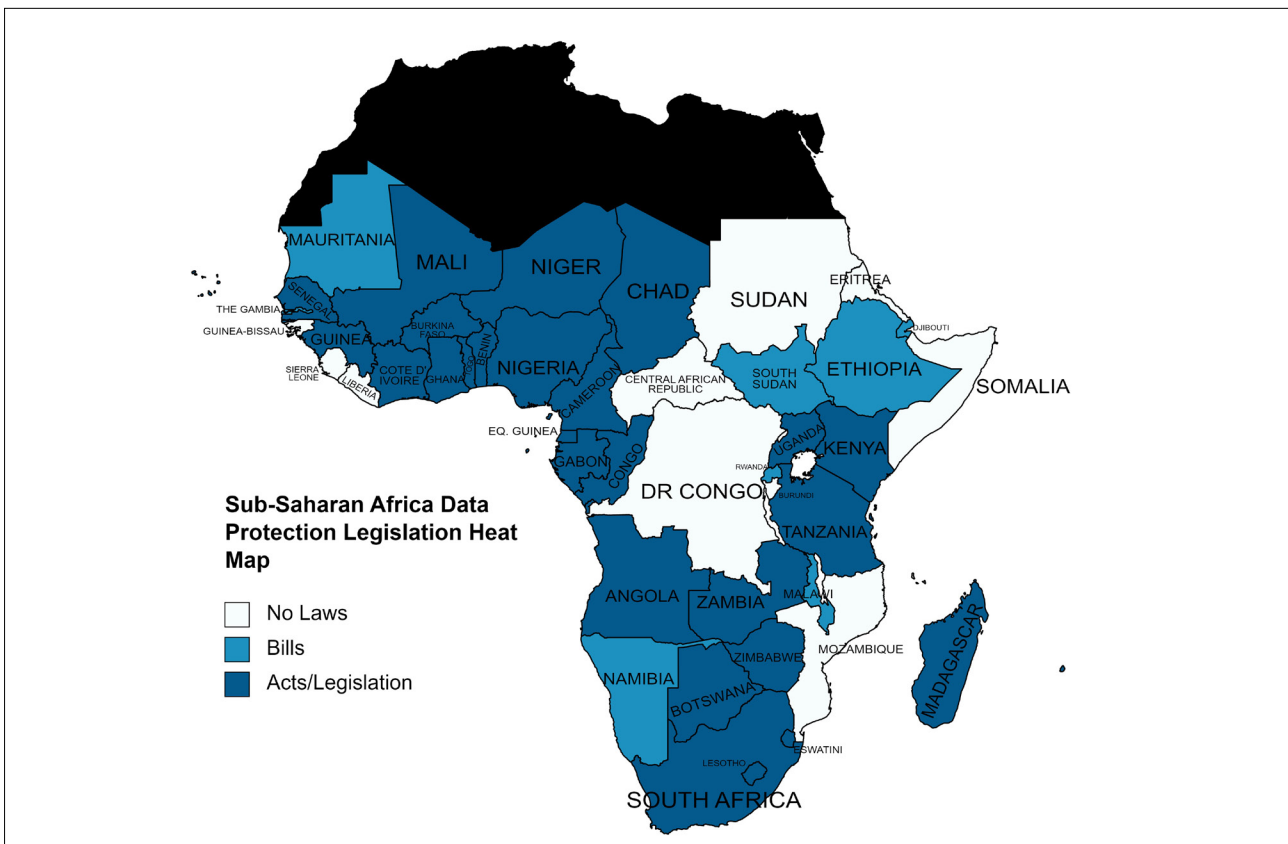 MAURITANIA
MALI
NIGER
CHAD
SUDAN
ERITREA
SENEGAL
THE GAMBIA
GUINEA-BISSAU
GUINEA
BURKINA
FASO
DJIBOUTI
SIERRA
LEONE
LIBERIA
COTE D'
IVOIRE
GHANA
TOGO
BENIN
NIGERIA
CAMEROON
CENTRAL AFRICAN
REPUBLIC
SOUTH
SUDAN
ETHIOPIA
SOMALIA
EQ. GUINEA
GABON
CONGO
DR CONGO
UGANDA
KENYA
RWANDA
BURUNDI
TANZANIA
Sub-Saharan Africa Data
Protection Legislation Heat
Map
No Laws
Bills
Acts/Legislation
ANGOLA
ZAMBIA
MALAWI
MOZAMBIQUE
ZIMBABWE
NAMIBIA
BOTSWANA
MADAGASCAR
ESWATINI
LESOTHO
SOUTH AFRICA